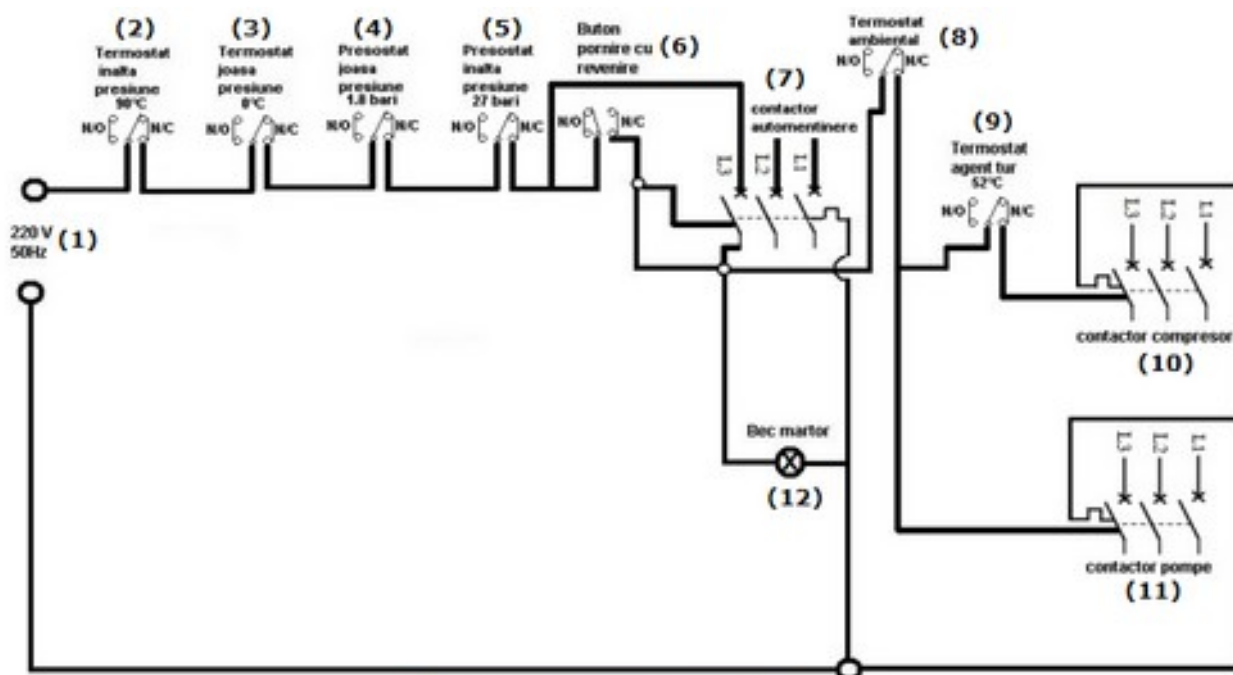 (2)
Termostat
inalta
presiune
90°C
N/O N/C
(3)
Termostat
joasa
presiune
0°C
N/O N/C
(4)
Presostat
joasa
presiune
1.8 bari
N/O N/C
(5)
Presostat
inalta
presiune
27 bari
N/O N/C
Buton
pornire cu
revenire
(6)
N/O N/C
(7)
contactor
automentinere
L3 L2 L1
Termostat
ambiental
(8)
N/O N/C
(9)
Termostat
agent tur
52°C
N/O N/C
220 V
50Hz
(1)
L3 L2 L1
contactor compresor
(10)
Bec martor
(12)
L3 L2 L1
contactor pompe
(11)